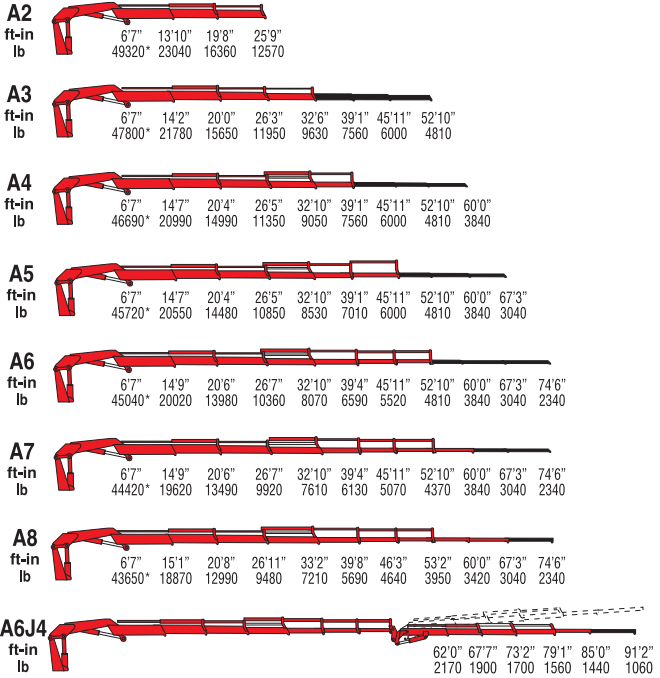 A2
ft-in 6'7" 13'10" 19'8" 25'9"
lb 49320* 23040 16360 12570
A3
ft-in 6'7" 14'2" 20'0" 26'3" 32'6" 39'1" 45'11" 52'10"
lb 47800* 21780 15650 11950 9630 7560 6000 4810
A4
ft-in 6'7" 14'7" 20'4" 26'5" 32'10" 39'1" 45'11" 52'10" 60'0"
lb 46690* 20990 14990 11350 9050 7560 6000 4810 3840
A5
ft-in 6'7" 14'7" 20'4" 26'5" 32'10" 39'1" 45'11" 52'10" 60'0" 67'3"
lb 45720* 20550 14480 10850 8530 7010 6000 4810 3840 3040
A6
ft-in 6'7" 14'9" 20'6" 26'7" 32'10" 39'4" 45'11" 52'10" 60'0" 67'3" 74'6"
lb 45040* 20020 13980 10360 8070 6590 5520 4810 3840 3040 2340
A7
ft-in 6'7" 14'9" 20'6" 26'7" 32'10" 39'4" 45'11" 52'10" 60'0" 67'3" 74'6"
lb 44420* 19620 13490 9920 7610 6130 5070 4370 3840 3040 2340
A8
ft-in 6'7" 15'1" 20'8" 26'11" 33'2" 39'8" 46'3" 53'2" 60'0" 67'3" 74'6"
lb 43650* 18870 12990 9480 7210 5690 4640 3950 3420 3040 2340
A6J4
ft-in 62'0" 67'7" 73'2" 79'1" 85'0" 91'2"
lb 2170 1900 1700 1560 1440 1060